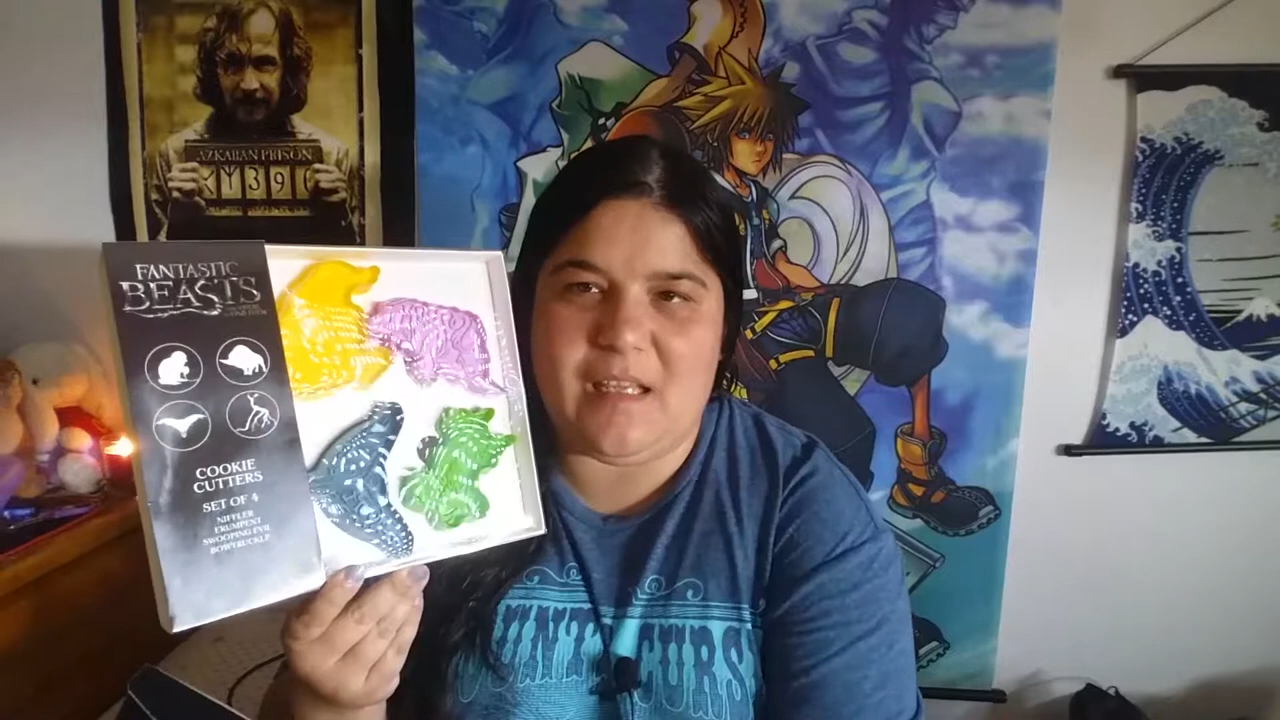 AZKABAN PRISON
FANTASTIC
BEASTS
COOKIE
CUTTERS
SET OF 4
NIFFLER
ERUMPENT
SWOOPING EVIL
BOWTRUCKLE